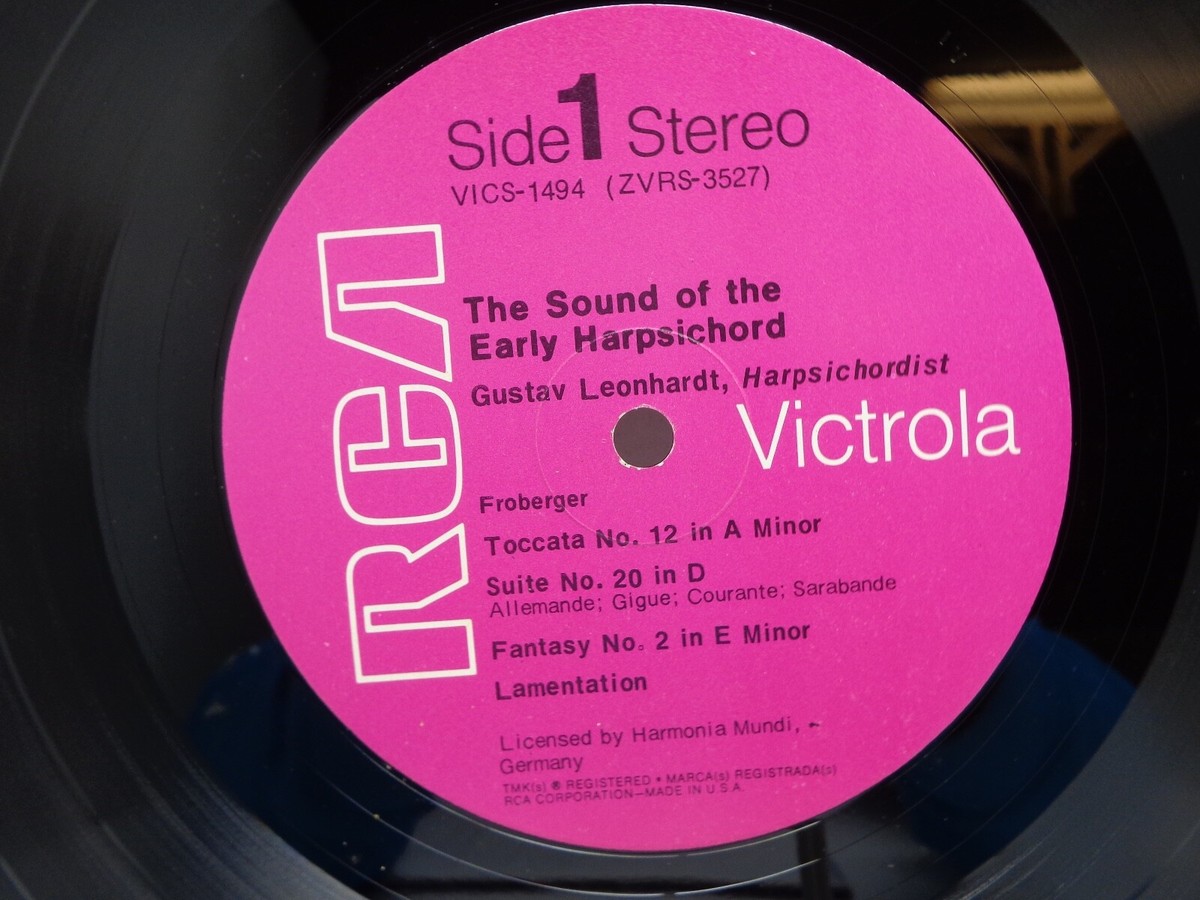 Side 1 Stereo
VICS-1494 (ZVRS-3527)
RCA
The Sound of the
Early Harpsichord
Gustav Leonhardt, Harpsichordist
Victrola
Froberger
Toccata No. 12 in A Minor
Suite No. 20 in D
Allemande; Gigue; Courante; Sarabande
Fantasy No. 2 in E Minor
Lamentation
Licensed by Harmonia Mundi,
Germany
TMK(s) ® REGISTERED • MARCA(s) REGISTRADA(s)
RCA CORPORATION—MADE IN U.S.A.